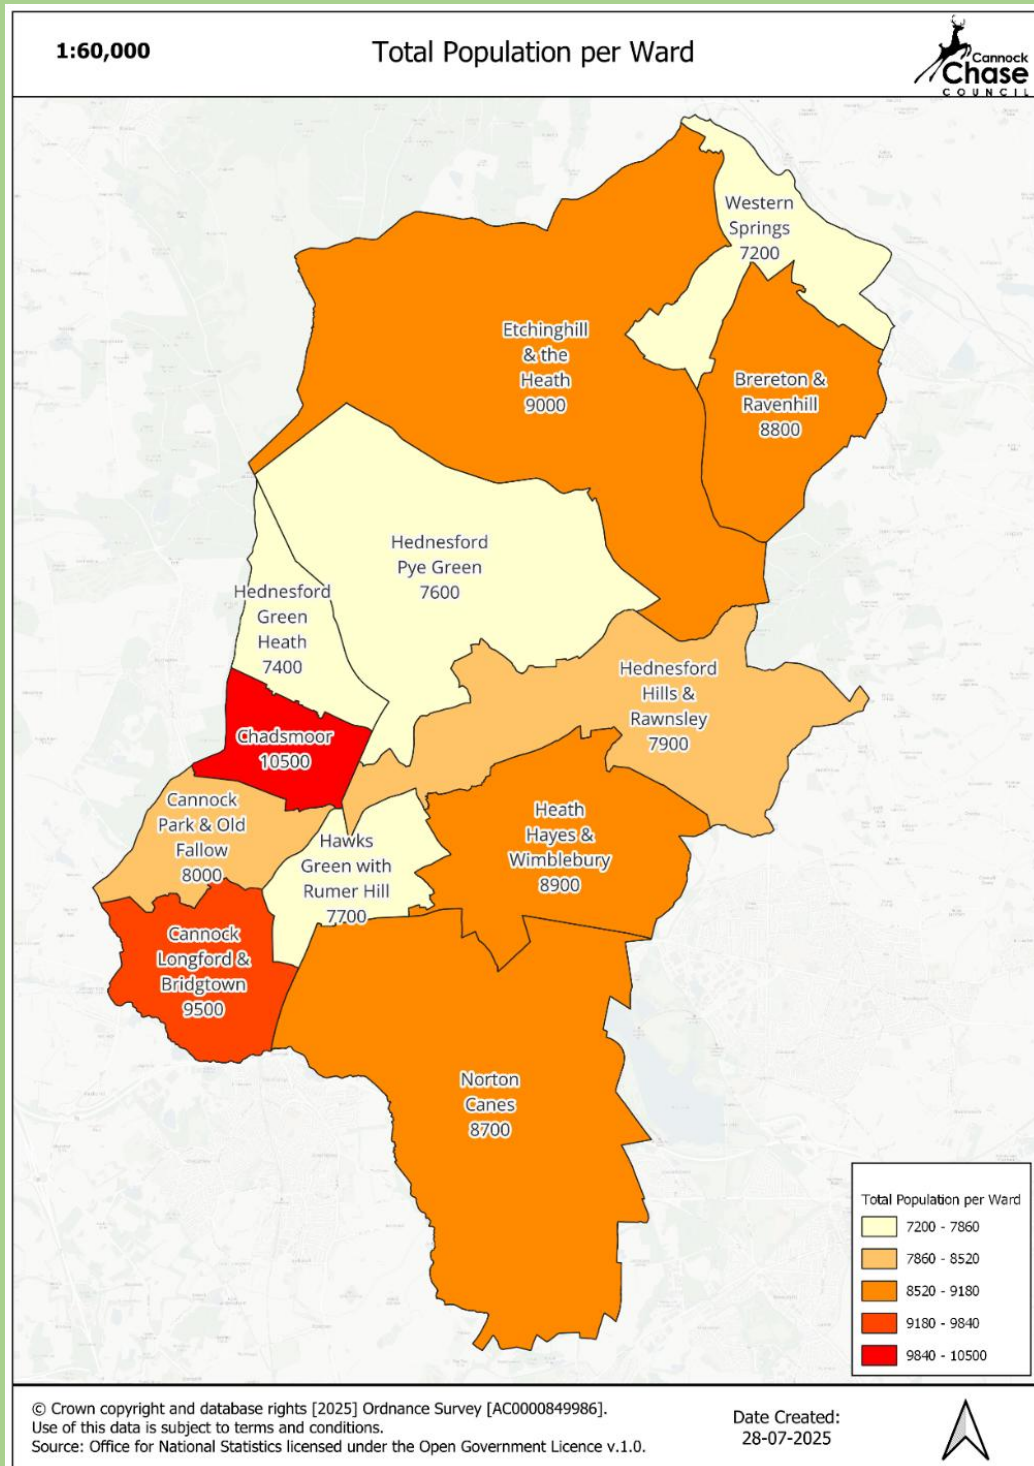 1:60,000
Total Population per Ward
Cannock
Chase
COUNCIL
Western
Springs
7200
Etchinghill
& the
Heath
9000
Brereton &
Ravenhill
8800
Hednesford
Pye Green
7600
Hednesford
Green
Heath
7400
Hednesford
Hills &
Rawnsley
7900
Chadsmoor
10500
Cannock
Park & Old
Fallow
8000
Hawks
Green with
Rumer Hill
7700
Heath
Hayes &
Wimblebury
8900
Cannock
Longford &
Bridgtown
9500
Norton
Canes
8700
Total Population per Ward
7200 - 7860
7860 - 8520
8520 - 9180
9180 - 9840
9840 - 10500
© Crown copyright and database rights [2025] Ordnance Survey [AC0000849986].
Use of this data is subject to terms and conditions.
Source: Office for National Statistics licensed under the Open Government Licence v.1.0.
Date Created:
28-07-2025